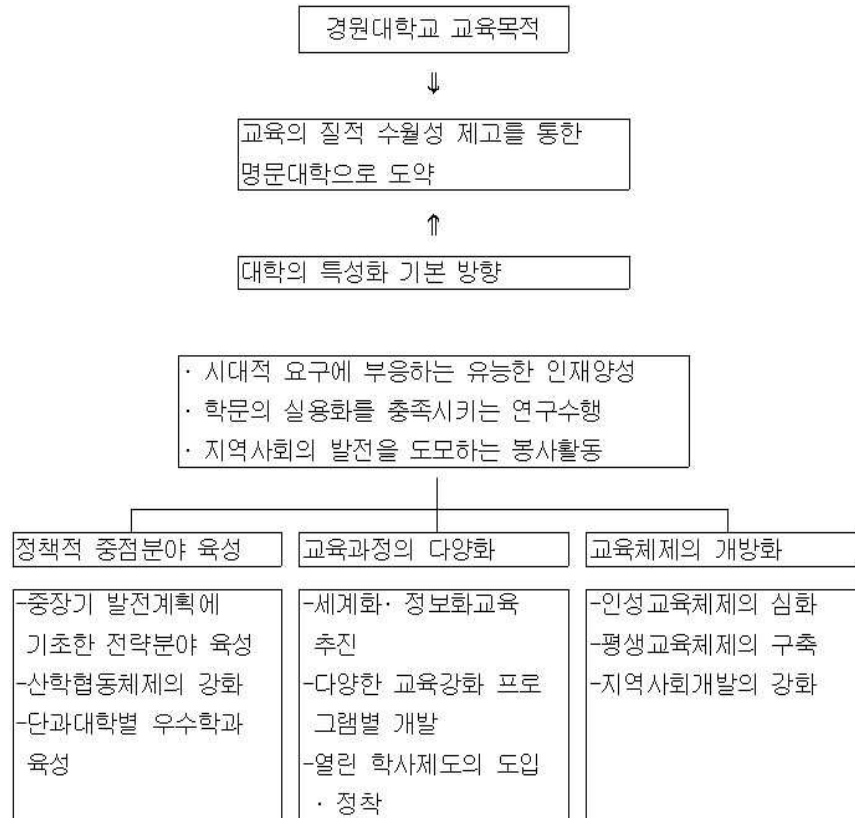 경원대학교 교육목적
⇓
교육의 질적 수월성 제고를 통한
명문대학으로 도약
⇑
대학의 특성화 기본 방향
· 시대적 요구에 부응하는 유능한 인재양성
· 학문의 실용화를 충족시키는 연구수행
· 지역사회의 발전을 도모하는 봉사활동
정책적 중점분야 육성
-중장기 발전계획에
기초한 전략분야 육성
-산학협동체제의 강화
-단과대학별 우수학과
육성
교육과정의 다양화
-세계화· 정보화교육
추진
-다양한 교육강화 프로
그램별 개발
-열린 학사제도의 도입
· 정착
교육체제의 개방화
-인성교육체제의 심화
-평생교육체제의 구축
-지역사회개발의 강화